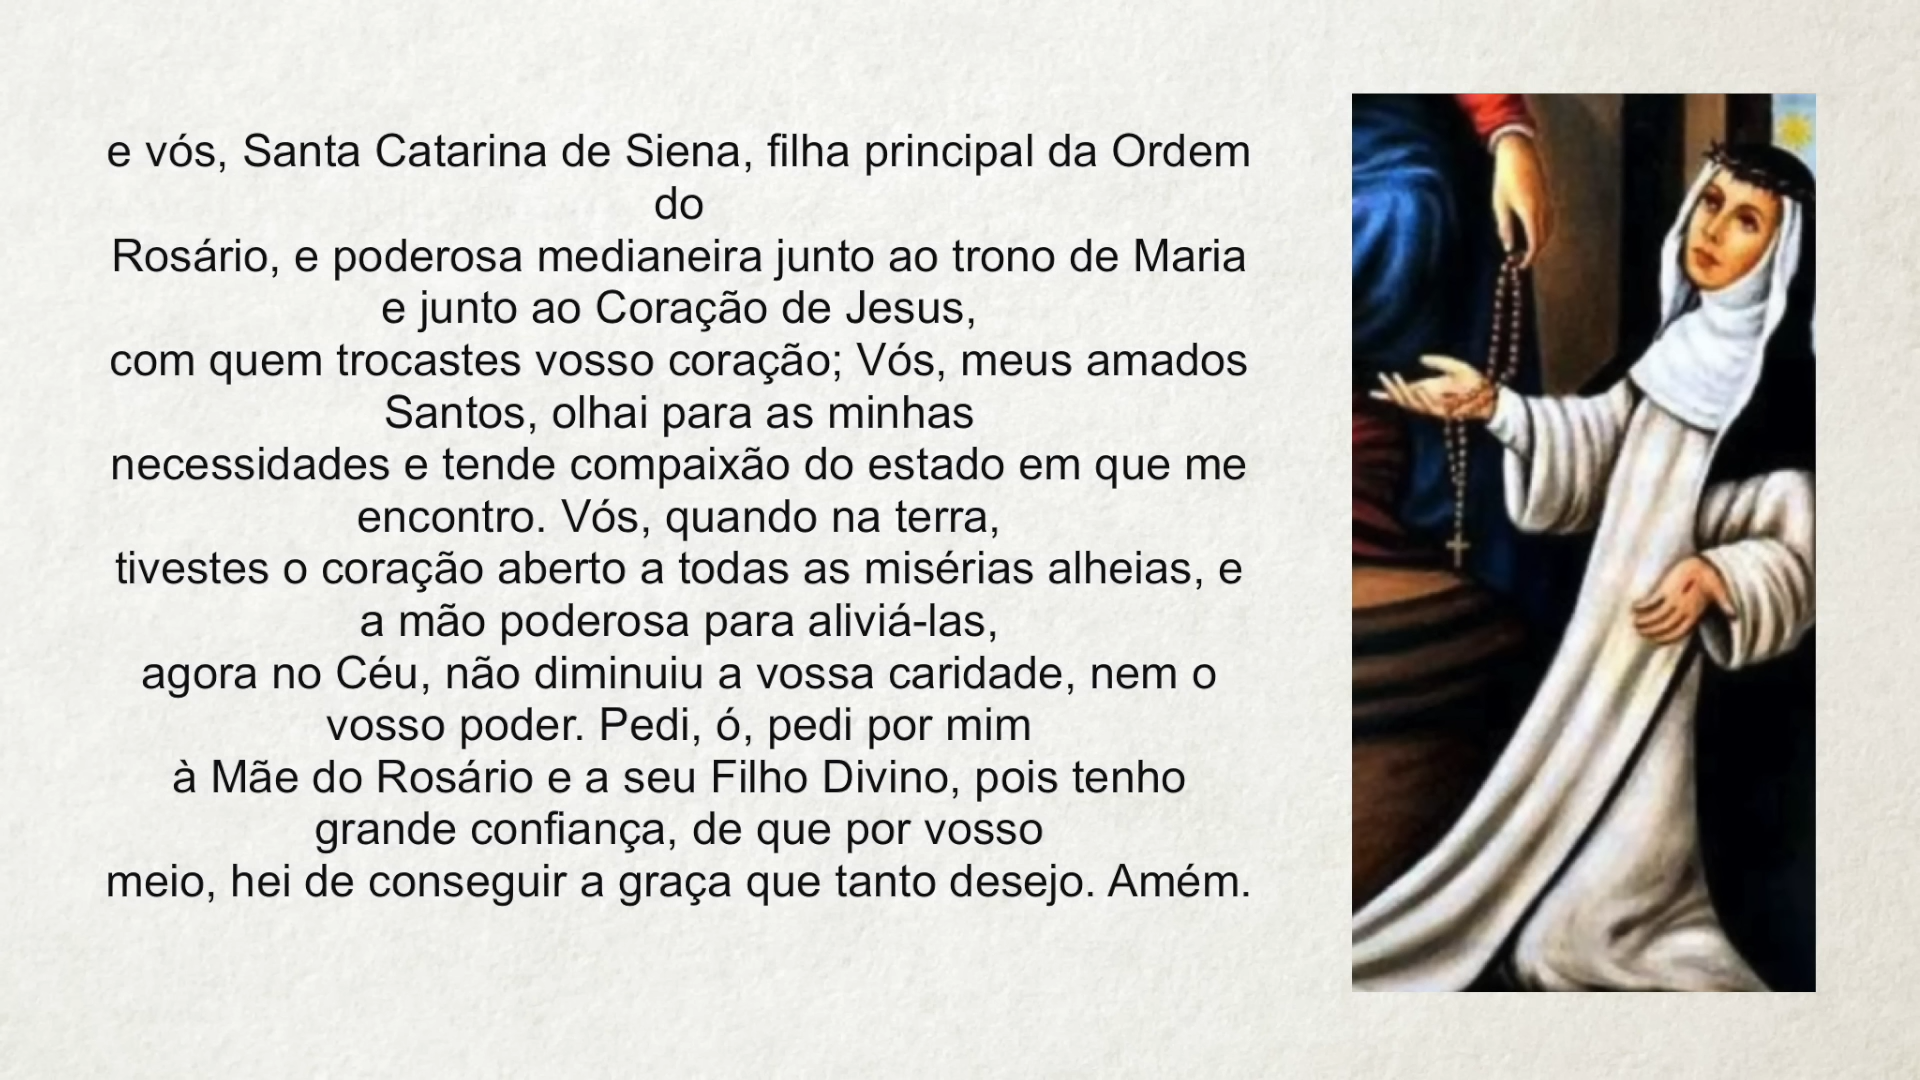 e vós, Santa Catarina de Siena, filha principal da Ordem
do
Rosário, e poderosa medianeira junto ao trono de Maria
e junto ao Coração de Jesus,
com quem trocastes vosso coração; Vós, meus amados
Santos, olhai para as minhas
necessidades e tende compaixão do estado em que me
encontro. Vós, quando na terra,
tivestes o coração aberto a todas as misérias alheias, e
a mão poderosa para aliviá-las,
agora no Céu, não diminuiu a vossa caridade, nem o
vosso poder. Pedi, ó, pedi por mim
à Mãe do Rosário e a seu Filho Divino, pois tenho
grande confiança, de que por vosso
meio, hei de conseguir a graça que tanto desejo. Amém.